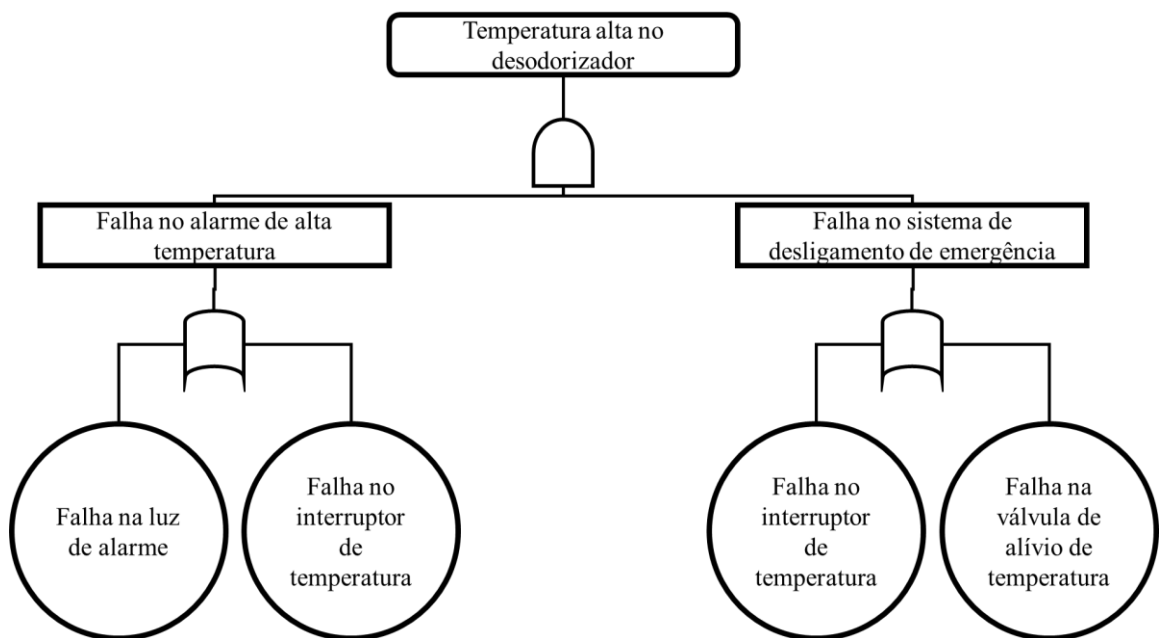 Temperatura alta no
desodorizador
Falha no alarme de alta
temperatura
Falha no sistema de
desligamento de emergência
Falha na luz
de alarme
Falha no
interruptor
de
temperatura
Falha no
interruptor
de
temperatura
Falha na
válvula de
alívio de
temperatura